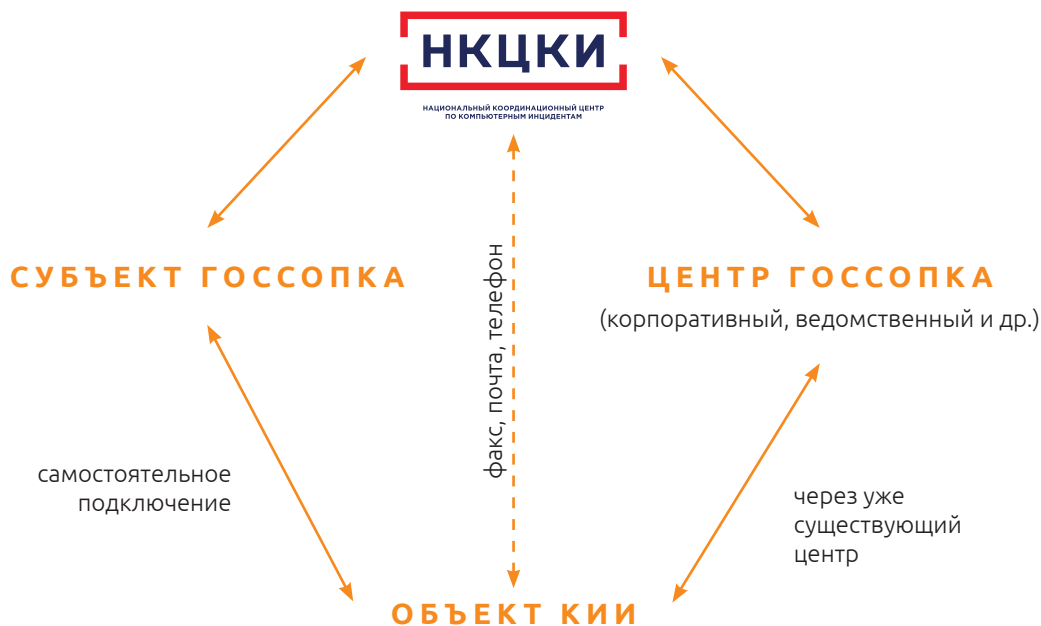 НКЦКИ
НАЦИОНАЛЬНЫЙ КООРДИНАЦИОННЫЙ ЦЕНТР
ПО КОМПЬЮТЕРНЫМ ИНЦИДЕНТАМ
СУБЪЕКТ ГОССОПКА
ЦЕНТР ГОССОПКА
(корпоративный, ведомственный и др.)
факс, почта, телефон
самостоятельное
подключение
через уже
существующий
центр
ОБЪЕКТ КИИ